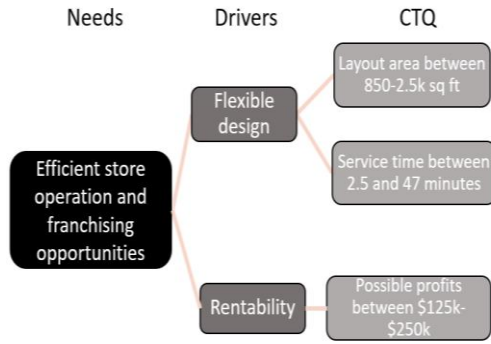 Needs
Drivers
CTQ
Efficient store
operation and
franchising
opportunities
Flexible
design
Layout area between
850-2.5k sq ft
Service time between
2.5 and 47 minutes
Rentability
Possible profits
between $125k-
$250k